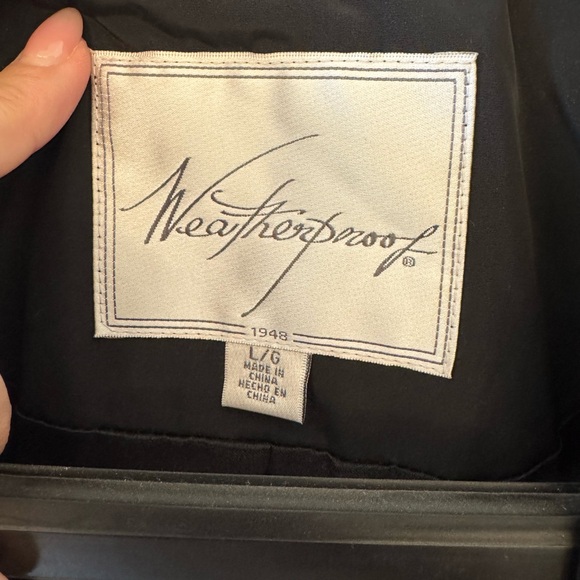 Weatherproof®
1948
L/G
MADE IN
CHINA
HECHO EN
CHINA